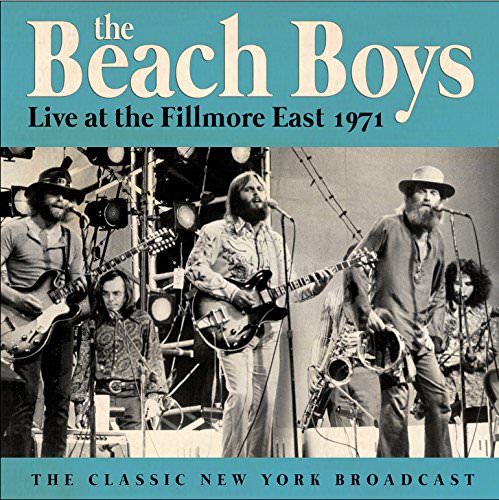 the
Beach Boys
Live at the Fillmore East 1971
THE CLASSIC NEW YORK BROADCAST